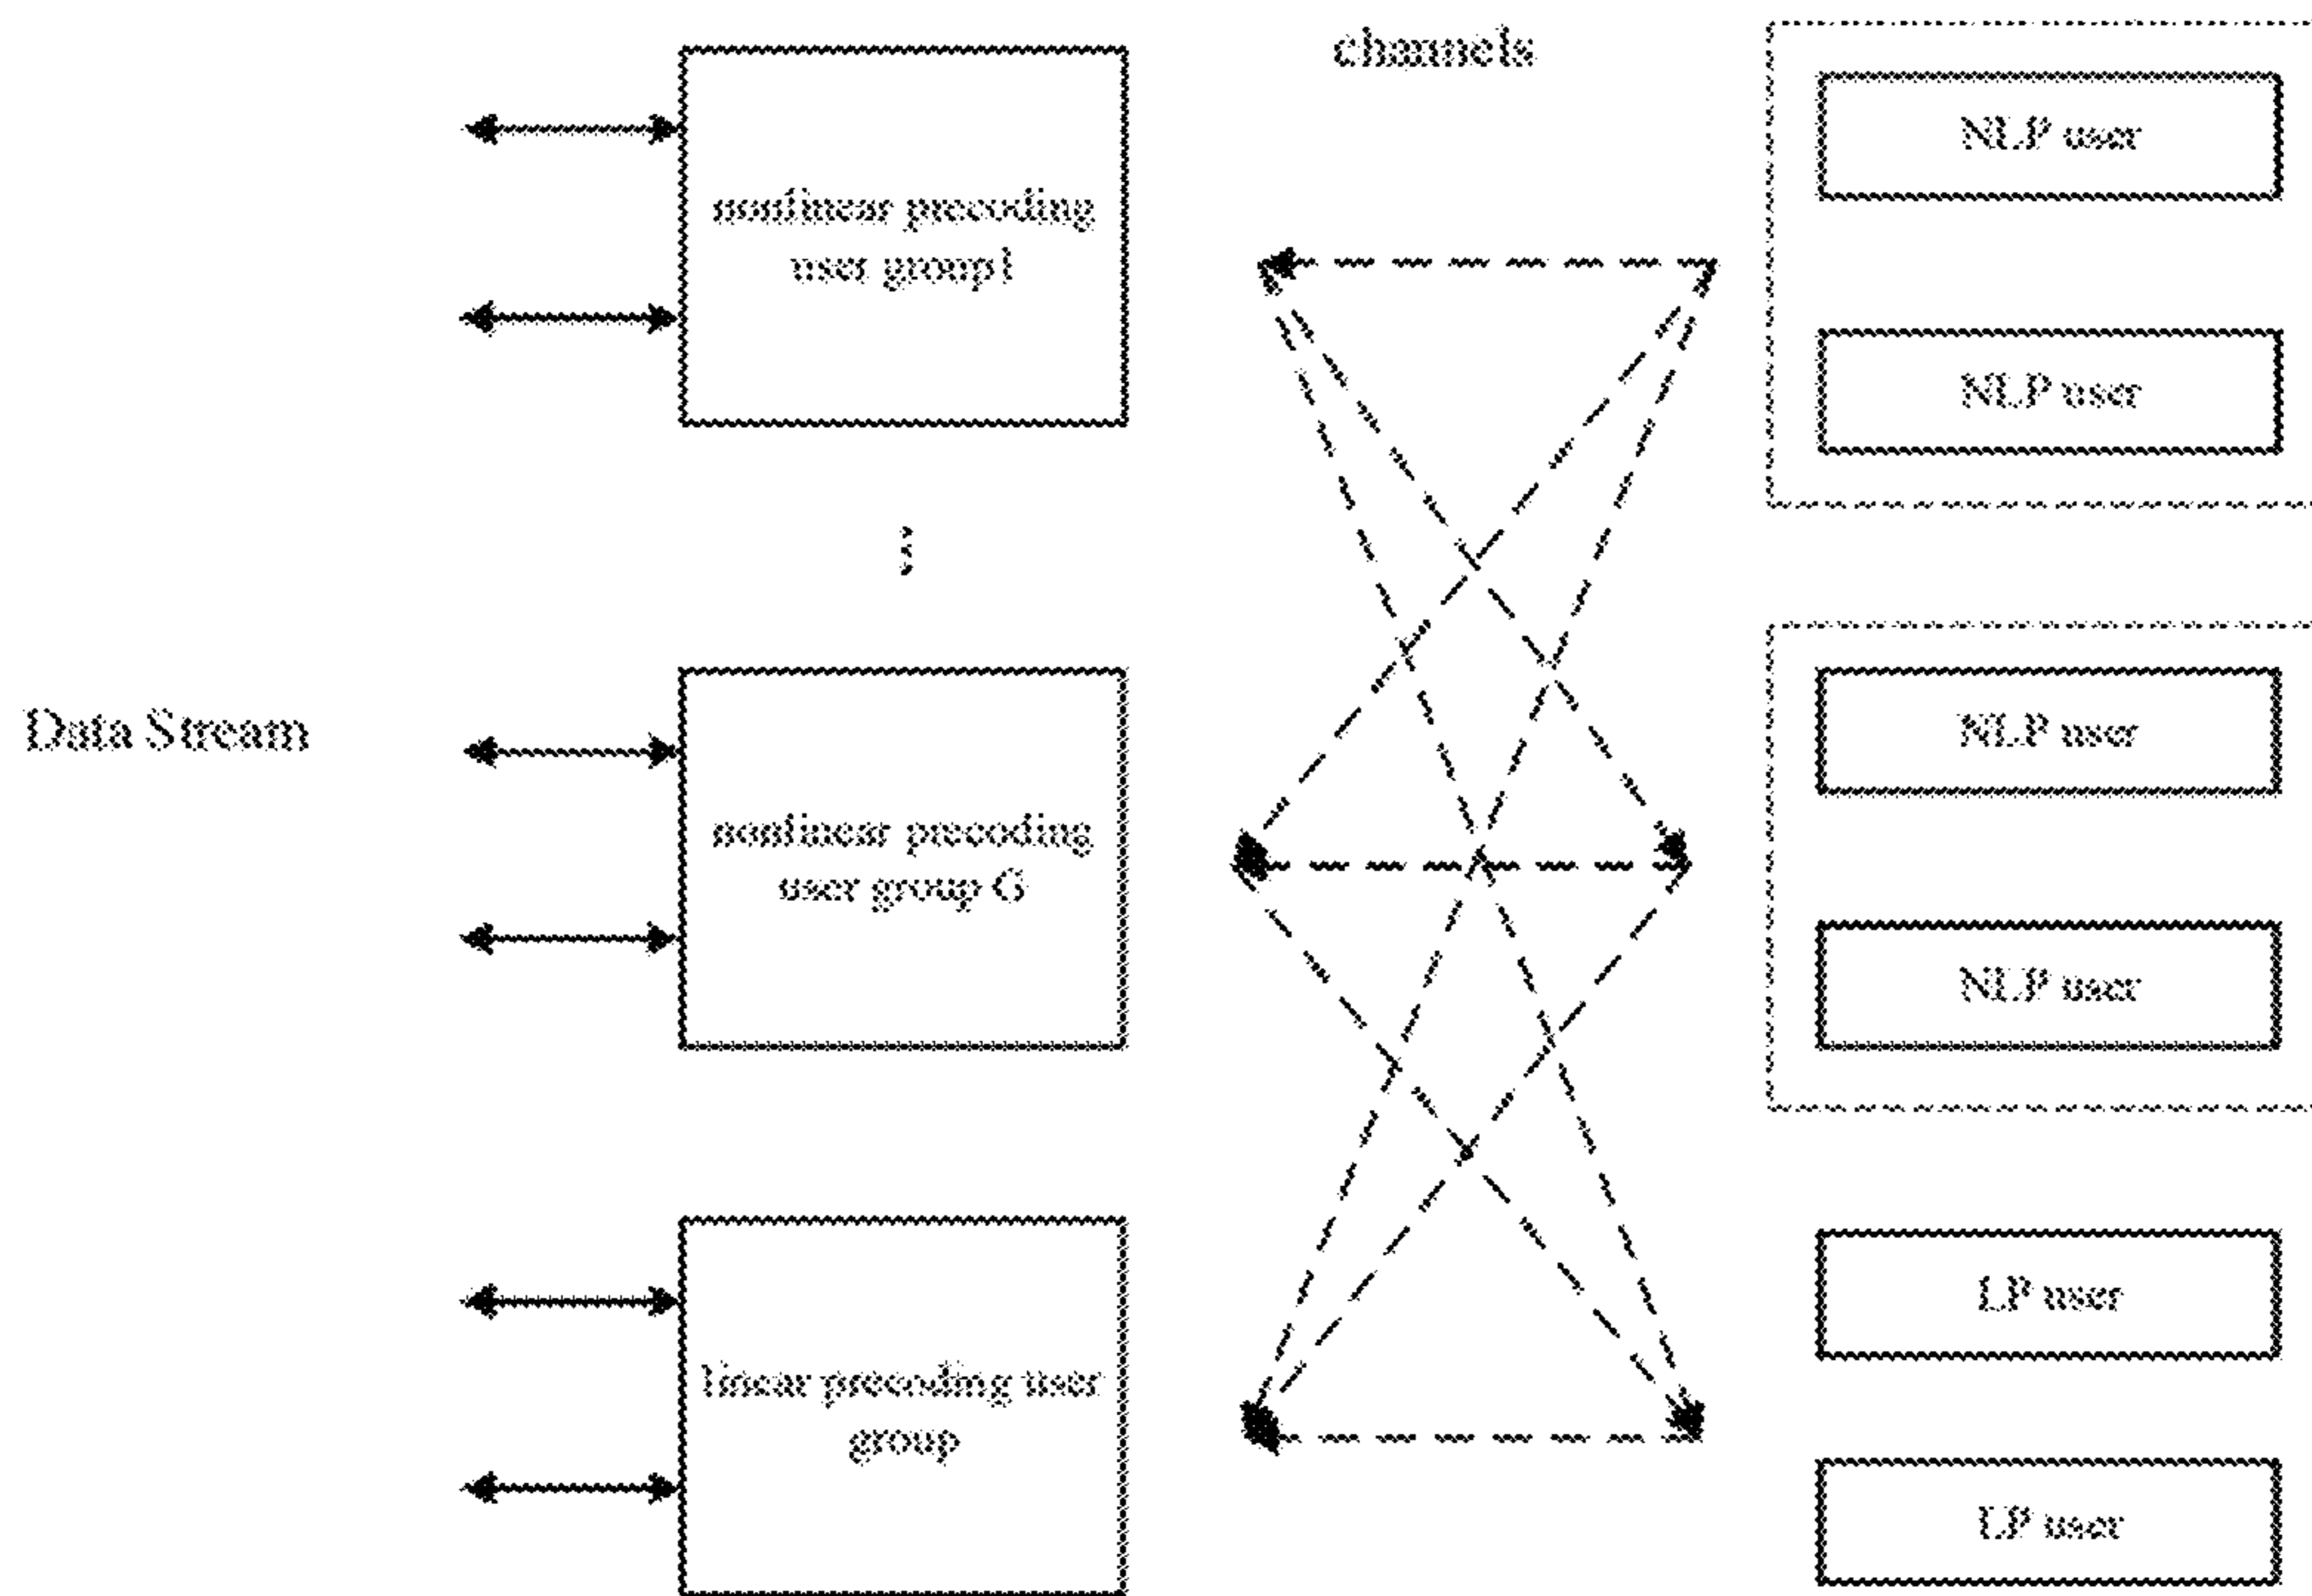 channels
NLP user
nonlinear precoding
user group1
NLP user
Data Stream
NLP user
nonlinear precoding
user group G
NLP user
LP user
linear precoding user
group
LP user